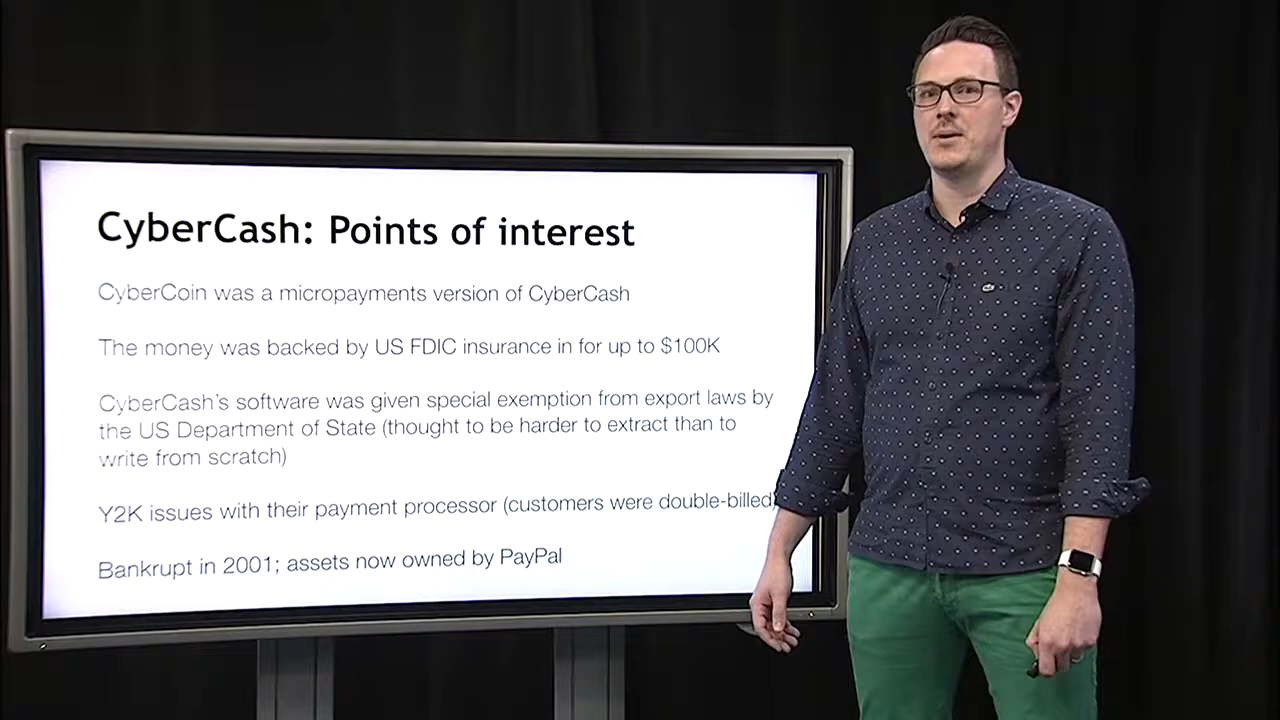 CyberCash: Points of interest
CyberCoin was a micropayments version of CyberCash
The money was backed by US FDIC insurance in for up to $100K
CyberCash's software was given special exemption from export laws by
the US Department of State (thought to be harder to extract than to
write from scratch)
Y2K issues with their payment processor (customers were double-billed)
Bankrupt in 2001; assets now owned by PayPal